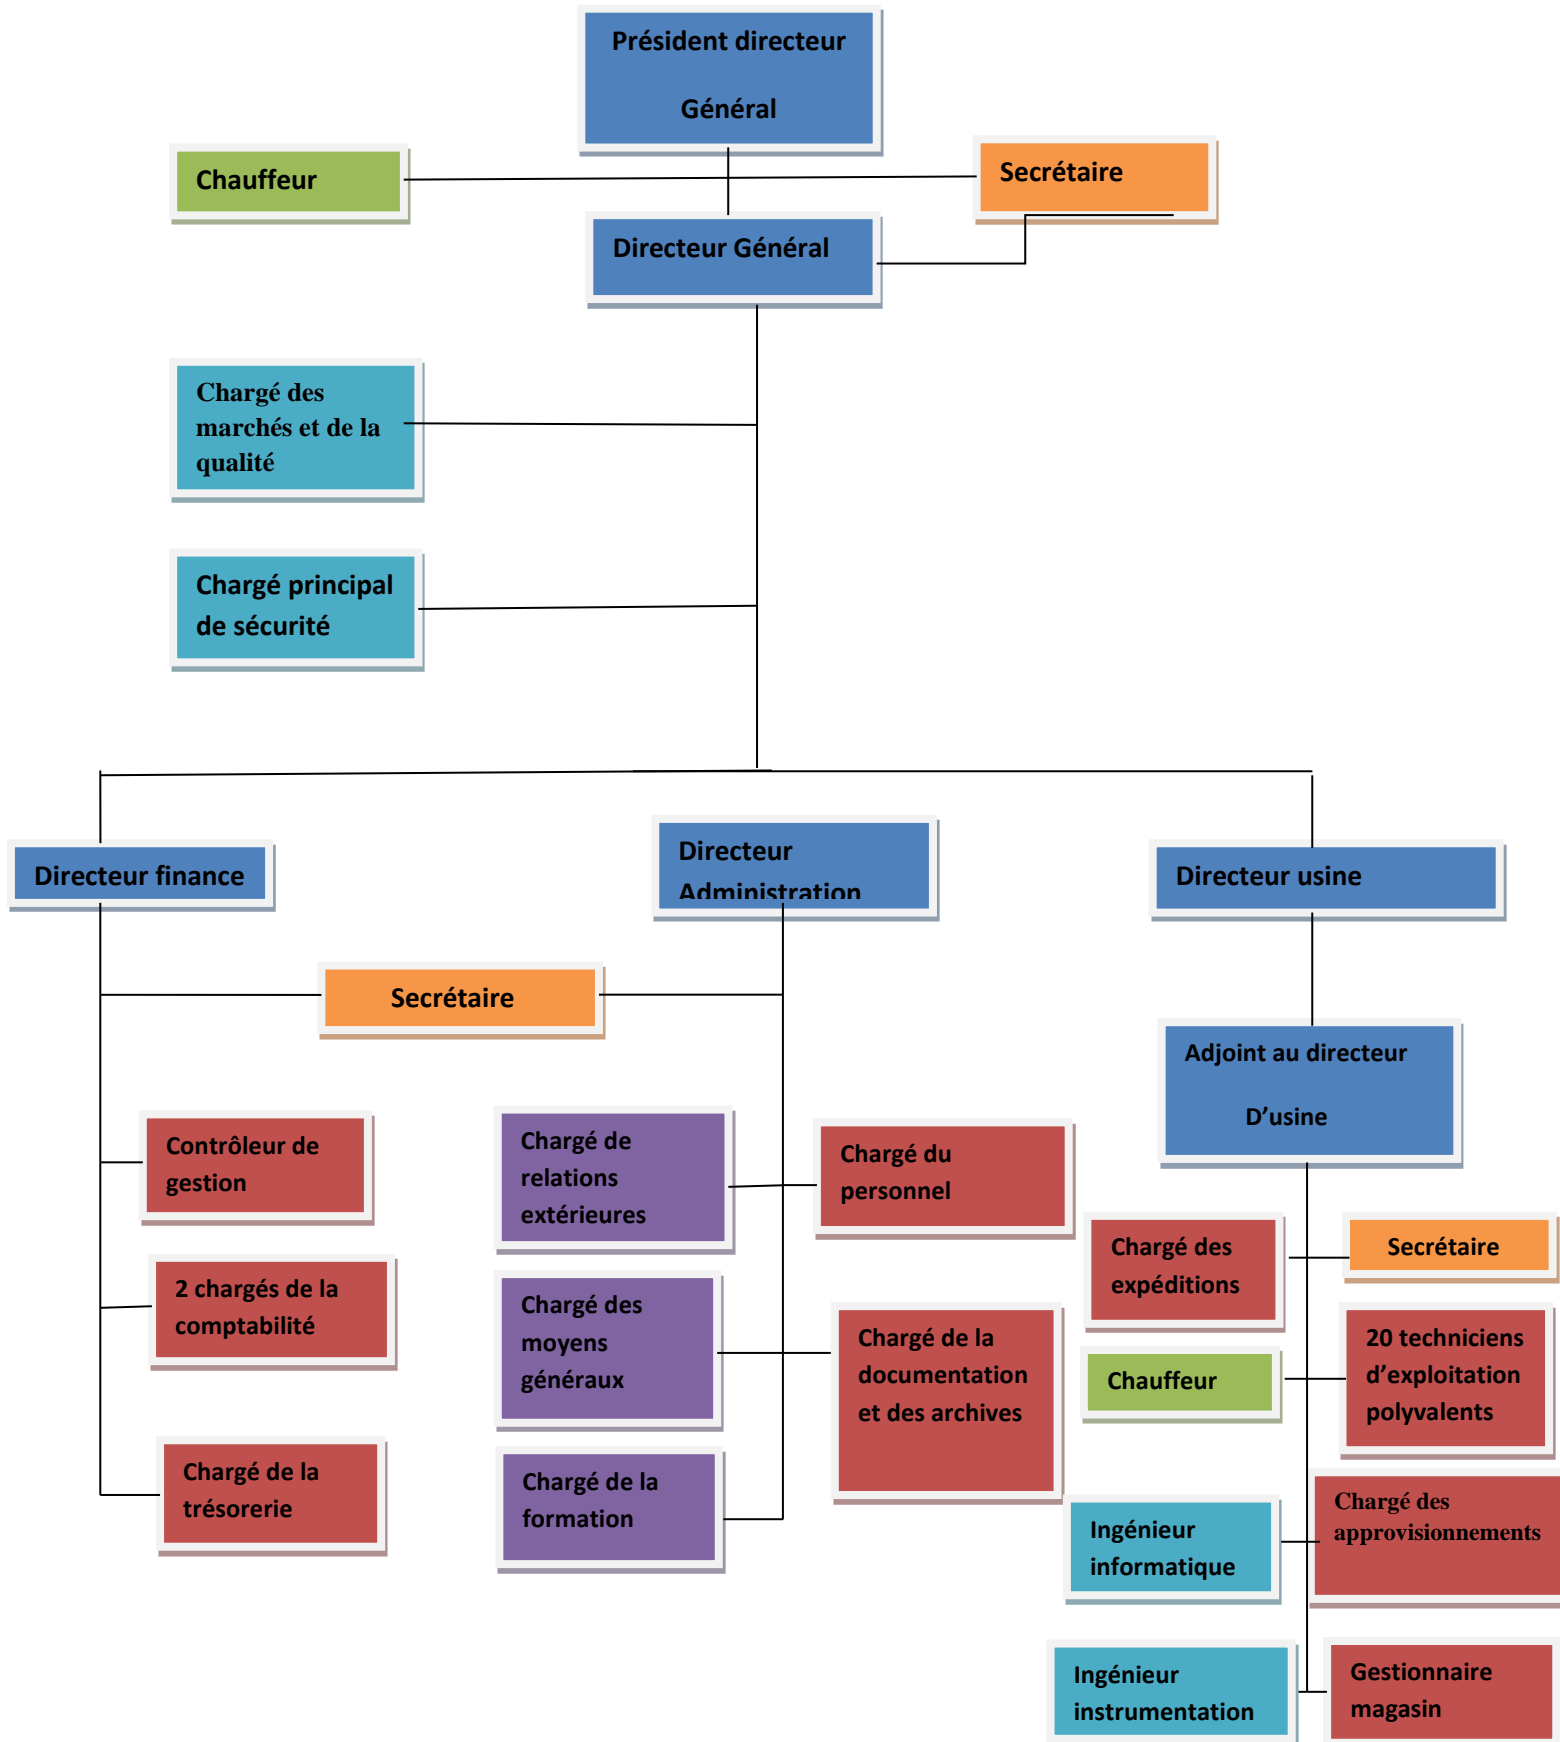 Président directeur
Général
Chauffeur
Secrétaire
Directeur Général
Chargé des
marchés et de la
qualité
Chargé principal
de sécurité
Directeur finance
Directeur
Administration
Directeur usine
Secrétaire
Adjoint au directeur
D’usine
Contrôleur de
gestion
Chargé de
relations
extérieures
Chargé du
personnel
Chargé des
expéditions
Secrétaire
2 chargés de la
comptabilité
Chargé des
moyens
généraux
Chargé de la
documentation
et des archives
Chauffeur
20 techniciens
d’exploitation
polyvalents
Chargé de la
trésorerie
Chargé de la
formation
Ingénieur
informatique
Chargé des
approvisionnements
Ingénieur
instrumentation
Gestionnaire
magasin